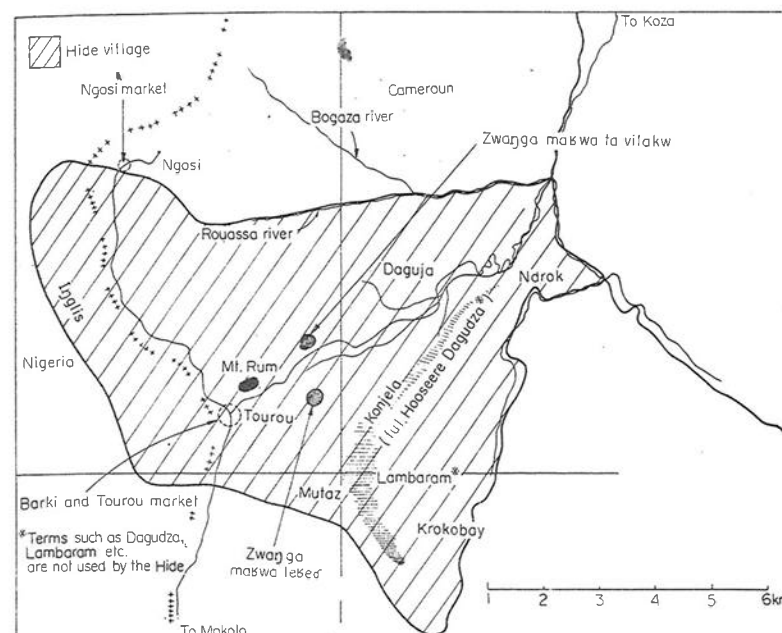 To Koza
Hide village
Ngosi market
Cameroun
Bogaza river
Zwaŋga maʁwa ta vilakw
Ngosi
Rouassa river
Daguja
Ndrok
Iŋglis
Nigeria
Mt. Rum
Konjela
(ful. Hooseere Dagudza*)
Tourou
Lambaram*
Mutaz
Barki and Tourou market
Krokobay
*Terms such as Dagudza,
Lambaram etc.
are not used by the Hide.
Zwaŋga
maʁwa
1 2 3 4 5 6km
To Mokolo